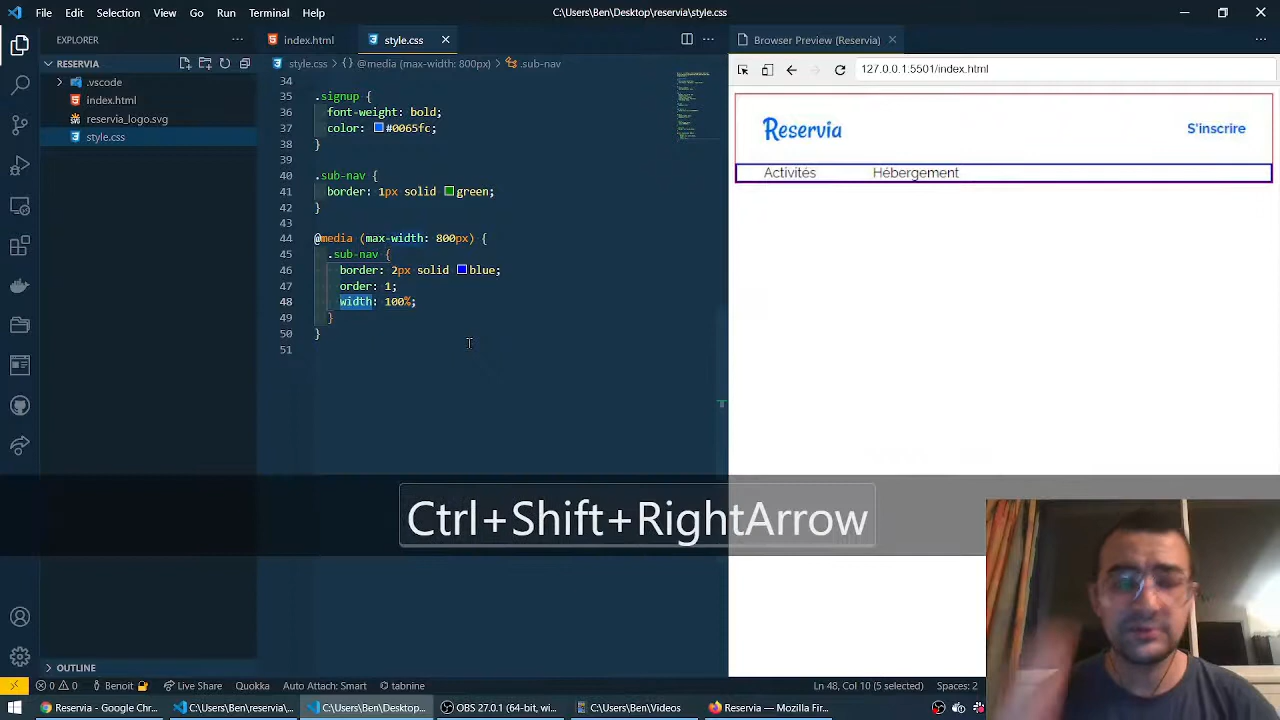 File Edit Selection View Go Run Terminal Help
C:\Users\Ben\Desktop\reservia\style.css
EXPLORER
RESERVIA
.vscode
index.html
reservia_logo.svg
style.css
OUTLINE
index.html style.css
style.css {} @media (max-width: 800px) .sub-nav
34
35 .signup {
36 font-weight: bold;
37 color: #0065fc;
38 }
39
40 .sub-nav {
41 border: 1px solid green;
42 }
43
44 @media (max-width: 800px) {
45 .sub-nav {
46 border: 2px solid blue;
47 order: 1;
48 width: 100%;
49 }
50 }
51
Browser Preview (Reservia)
127.0.0.1:5501/index.html
Reservia
S'inscrire
Activités Hébergement
Ctrl+Shift+RightArrow
0 0 Benoit Live Share Quokka Auto Attach: Smart tabnine Ln 48, Col 10 (5 selected) Spaces: 2
Reservia - Google Chr... C:\Users\Ben\reservia\... C:\Users\Ben\Desktop... OBS 27.0.1 (64-bit, wi... C:\Users\Ben\Videos Reservia — Mozilla Fir...